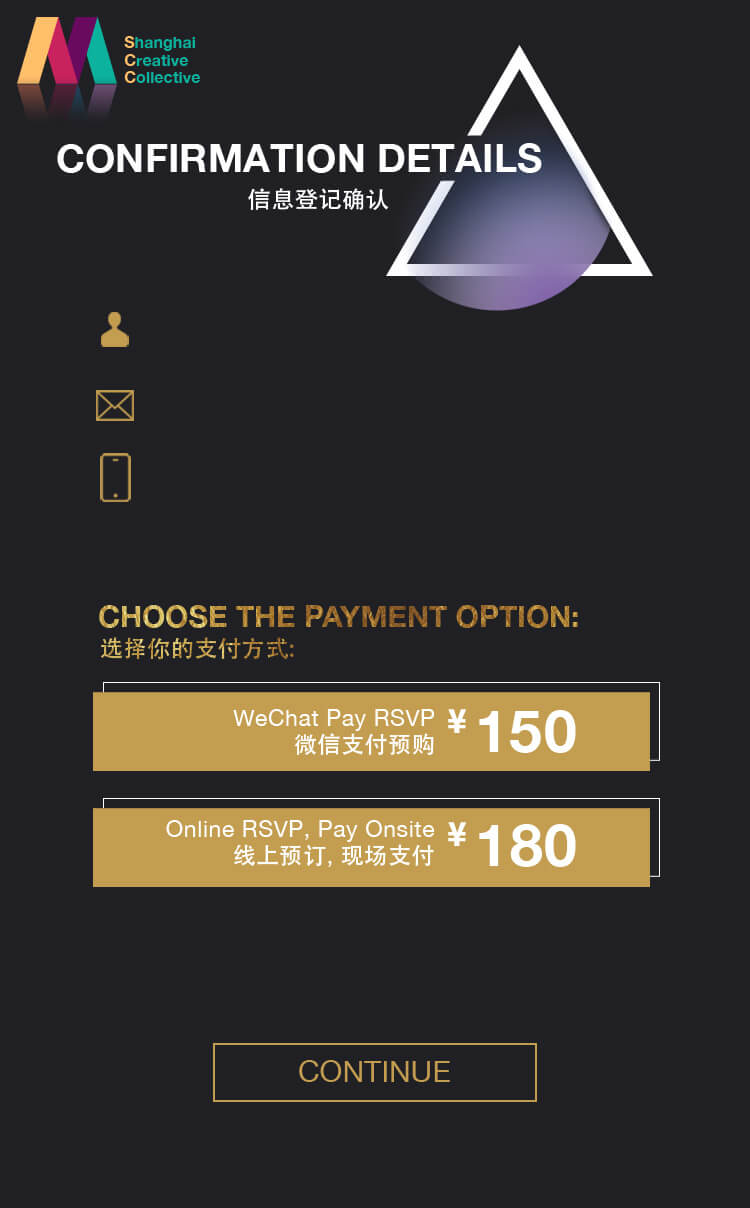 Shanghai
Creative
Collective
CONFIRMATION DETAILS
信息登记确认
CHOOSE THE PAYMENT OPTION:
选择你的支付方式:
WeChat Pay RSVP ¥ 150
微信支付预购
Online RSVP, Pay Onsite ¥ 180
线上预订, 现场支付
CONTINUE